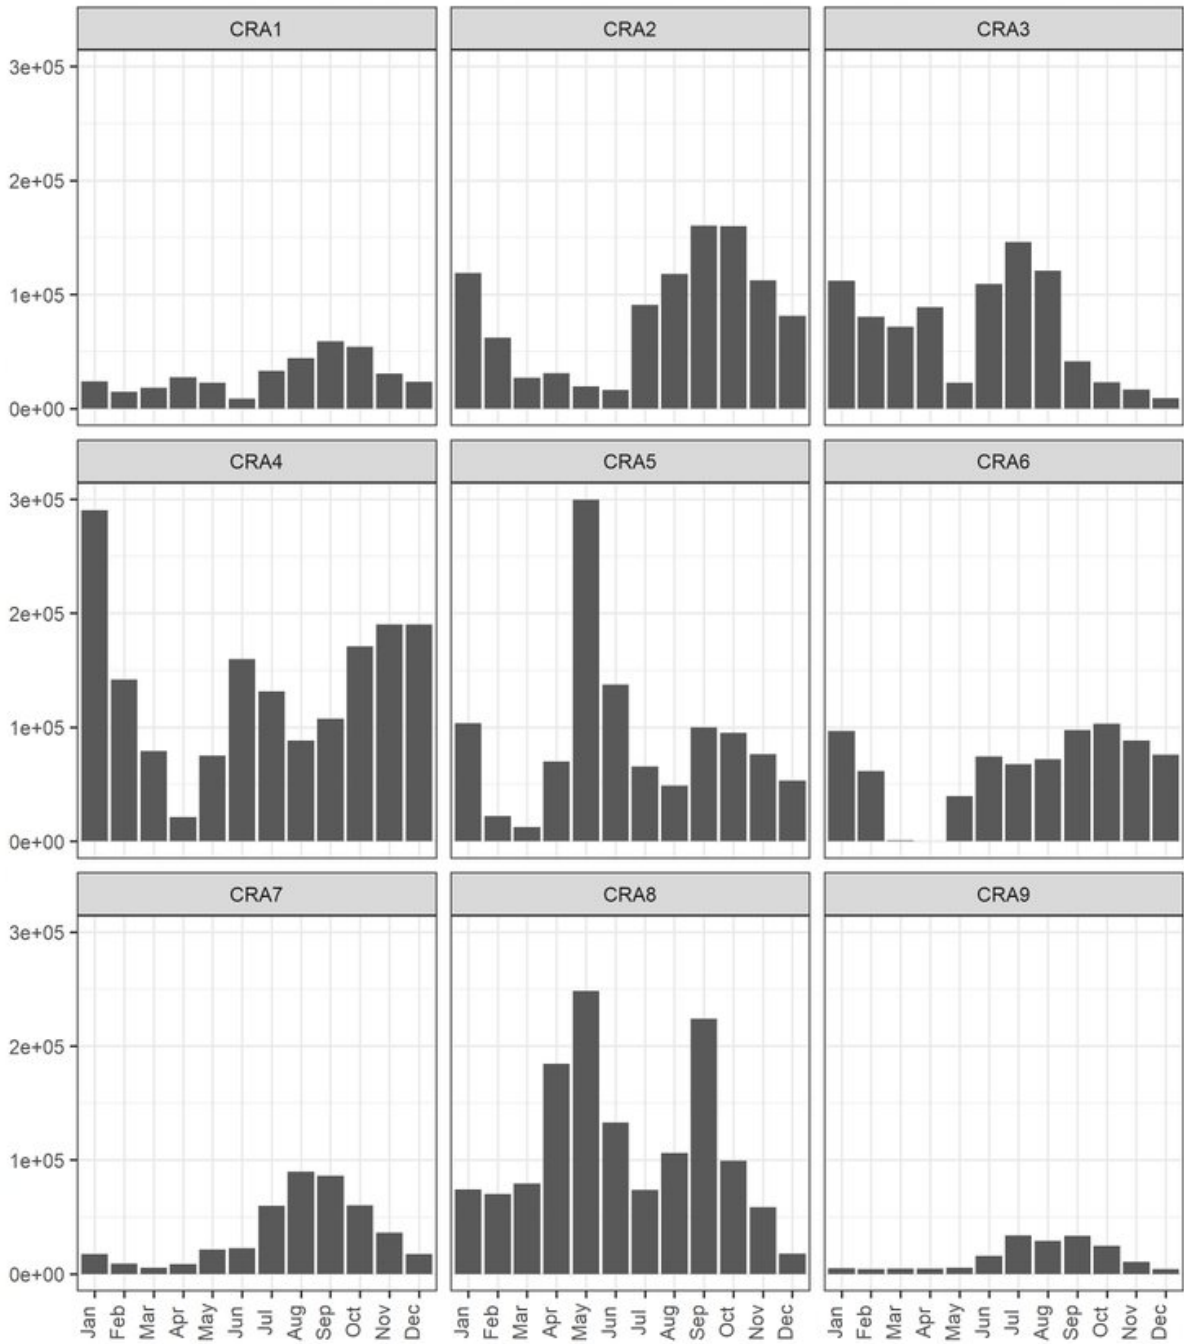 CRA1 CRA2 CRA3
3e+05
2e+05
1e+05
0e+00
CRA4 CRA5 CRA6
3e+05
2e+05
1e+05
0e+00
CRA7 CRA8 CRA9
3e+05
2e+05
1e+05
0e+00
Jan Feb Mar Apr May Jun Jul Aug Sep Oct Nov Dec Jan Feb Mar Apr May Jun Jul Aug Sep Oct Nov Dec Jan Feb Mar Apr May Jun Jul Aug Sep Oct Nov Dec